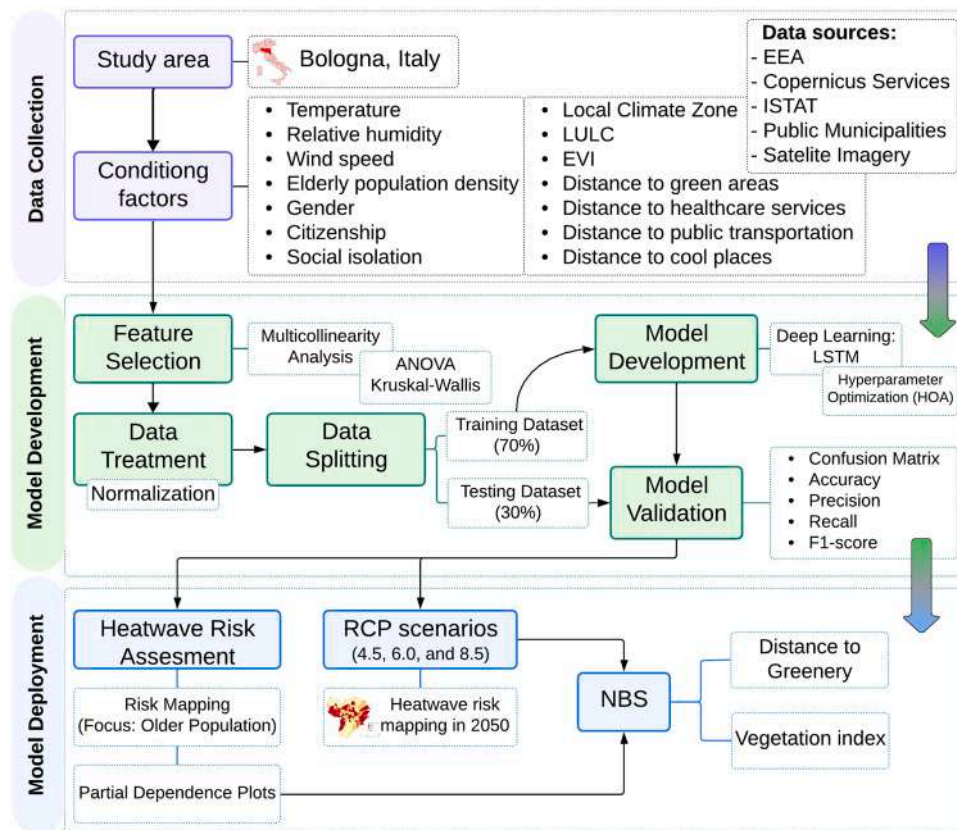 Data Collection
Study area
Bologna, Italy
Data sources:
- EEA
- Copernicus Services
- ISTAT
- Public Municipalities
- Satelite Imagery
Conditiong
factors
• Temperature
• Relative humidity
• Wind speed
• Elderly population density
• Gender
• Citizenship
• Social isolation
• Local Climate Zone
• LULC
• EVI
• Distance to green areas
• Distance to healthcare services
• Distance to public transportation
• Distance to cool places
Model Development
Feature
Selection
Multicollinearity
Analysis
ANOVA
Kruskal-Wallis
Model
Development
Deep Learning:
LSTM
Hyperparameter
Optimization (HOA)
Data
Treatment
Normalization
Data
Splitting
Training Dataset
(70%)
Testing Dataset
(30%)
Model
Validation
• Confusion Matrix
• Accuracy
• Precision
• Recall
• F1-score
Model Deployment
Heatwave Risk
Assesment
Risk Mapping
(Focus: Older Population)
Partial Dependence Plots
RCP scenarios
(4.5, 6.0, and 8.5)
Heatwave risk
mapping in 2050
NBS
Distance to
Greenery
Vegetation index